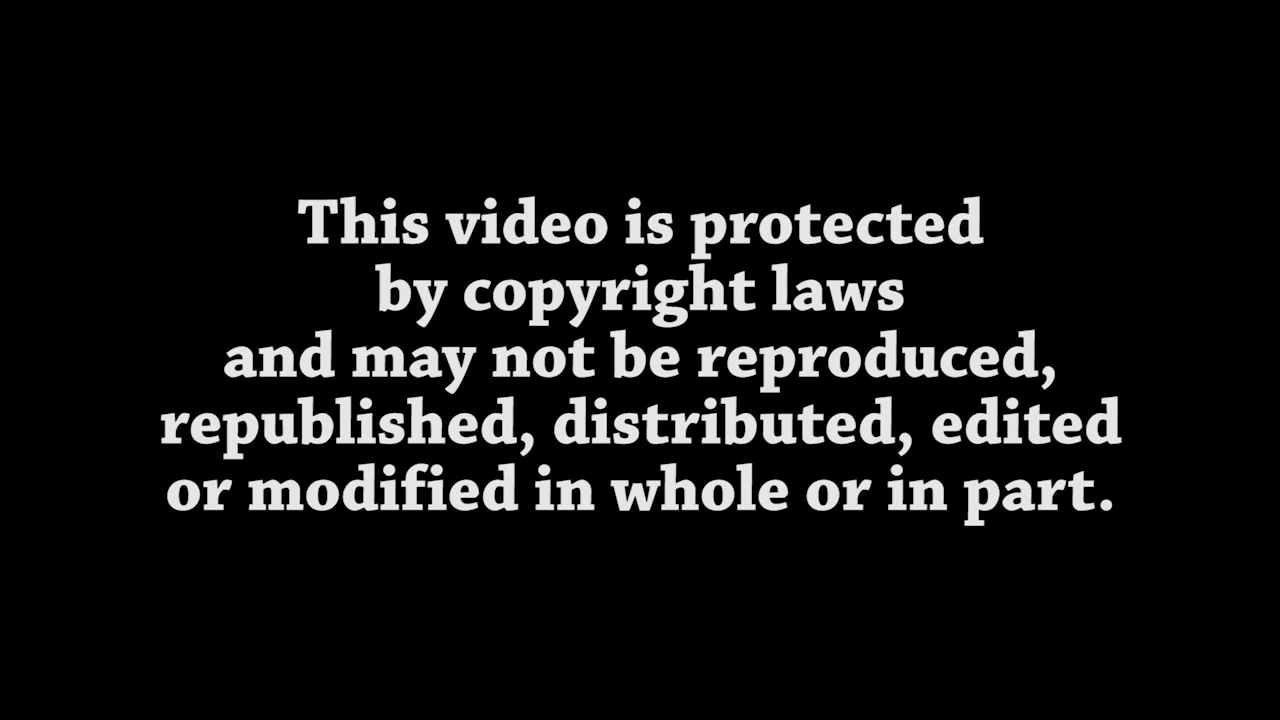 This video is protected
by copyright laws
and may not be reproduced,
republished, distributed, edited
or modified in whole or in part.